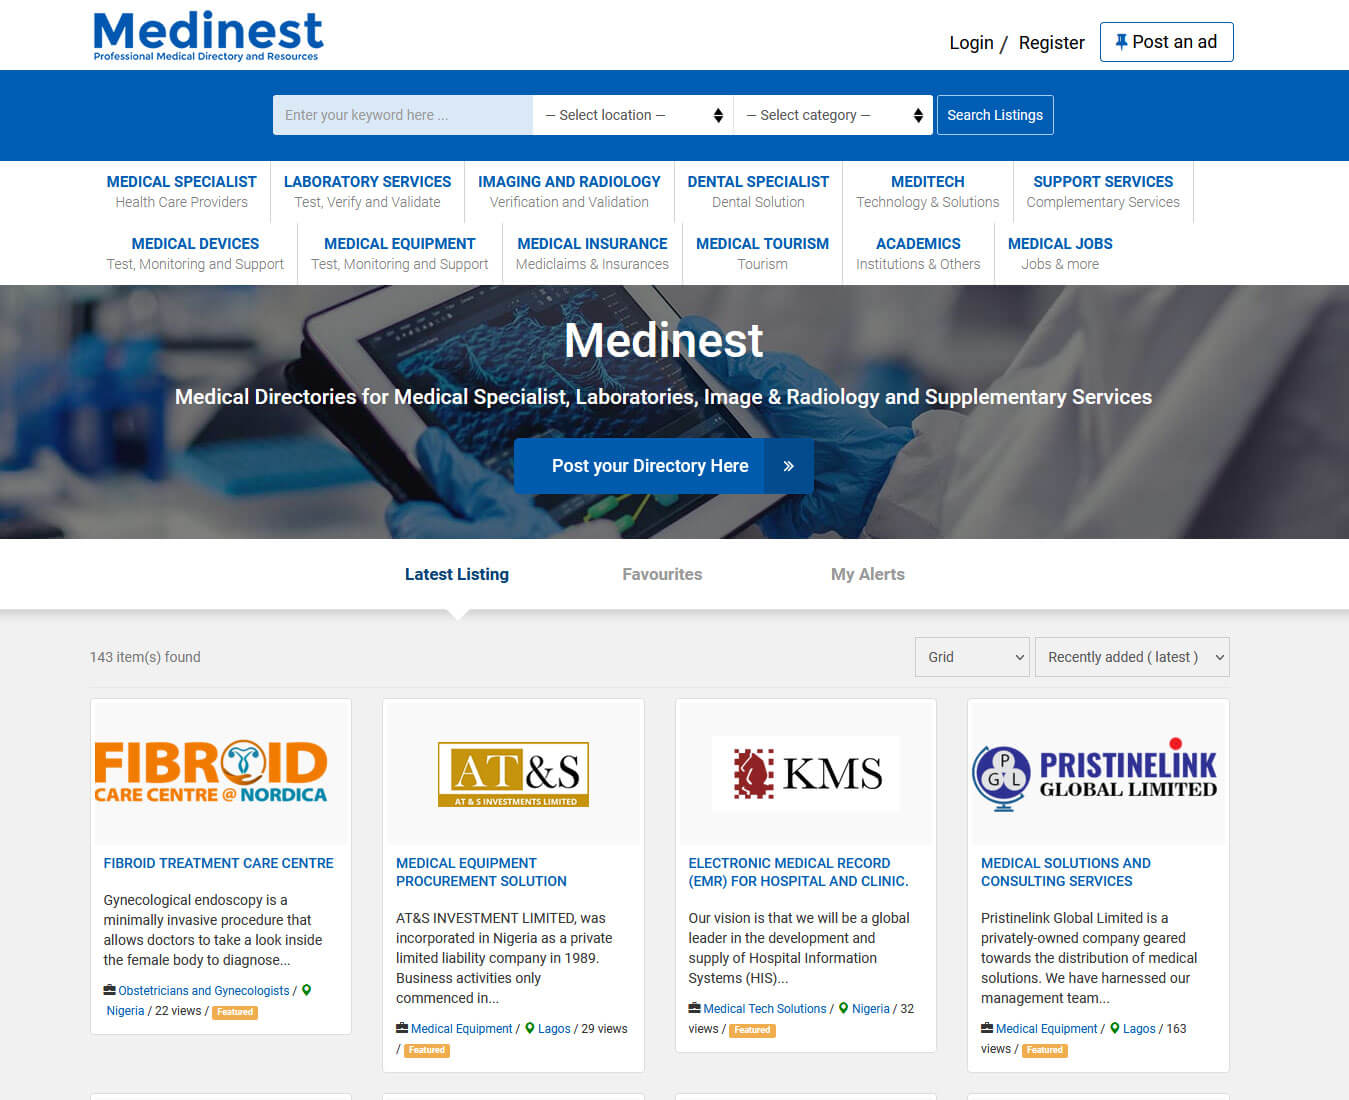 Medinest
Professional Medical Directory and Resources
Login / Register
Post an ad
Enter your keyword here ...
— Select location —
— Select category —
Search Listings
MEDICAL SPECIALIST
Health Care Providers
LABORATORY SERVICES
Test, Verify and Validate
IMAGING AND RADIOLOGY
Verification and Validation
DENTAL SPECIALIST
Dental Solution
MEDITECH
Technology & Solutions
SUPPORT SERVICES
Complementary Services
MEDICAL DEVICES
Test, Monitoring and Support
MEDICAL EQUIPMENT
Test, Monitoring and Support
MEDICAL INSURANCE
Mediclaims & Insurances
MEDICAL TOURISM
Tourism
ACADEMICS
Institutions & Others
MEDICAL JOBS
Jobs & more
Medinest
Medical Directories for Medical Specialist, Laboratories, Image & Radiology and Supplementary Services
Post your Directory Here »
Latest Listing
Favourites
My Alerts
143 item(s) found
Grid
Recently added ( latest )
FIBROID
CARE CENTRE @ NORDICA
FIBROID TREATMENT CARE CENTRE
Gynecological endoscopy is a
minimally invasive procedure that
allows doctors to take a look inside
the female body to diagnose...
Obstetricians and Gynecologists /
Nigeria / 22 views / Featured
AT&S
AT & S INVESTMENTS LIMITED
MEDICAL EQUIPMENT
PROCUREMENT SOLUTION
AT&S INVESTMENT LIMITED, was
incorporated in Nigeria as a private
limited liability company in 1989.
Business activities only
commenced in...
Medical Equipment / Lagos / 29 views
/ Featured
KMS
ELECTRONIC MEDICAL RECORD
(EMR) FOR HOSPITAL AND CLINIC.
Our vision is that we will be a global
leader in the development and
supply of Hospital Information
Systems (HIS)...
Medical Tech Solutions / Nigeria / 32
views / Featured
P
G L
PRISTINELINK
GLOBAL LIMITED
MEDICAL SOLUTIONS AND
CONSULTING SERVICES
Pristinelink Global Limited is a
privately-owned company geared
towards the distribution of medical
solutions. We have harnessed our
management team...
Medical Equipment / Lagos / 163
views / Featured